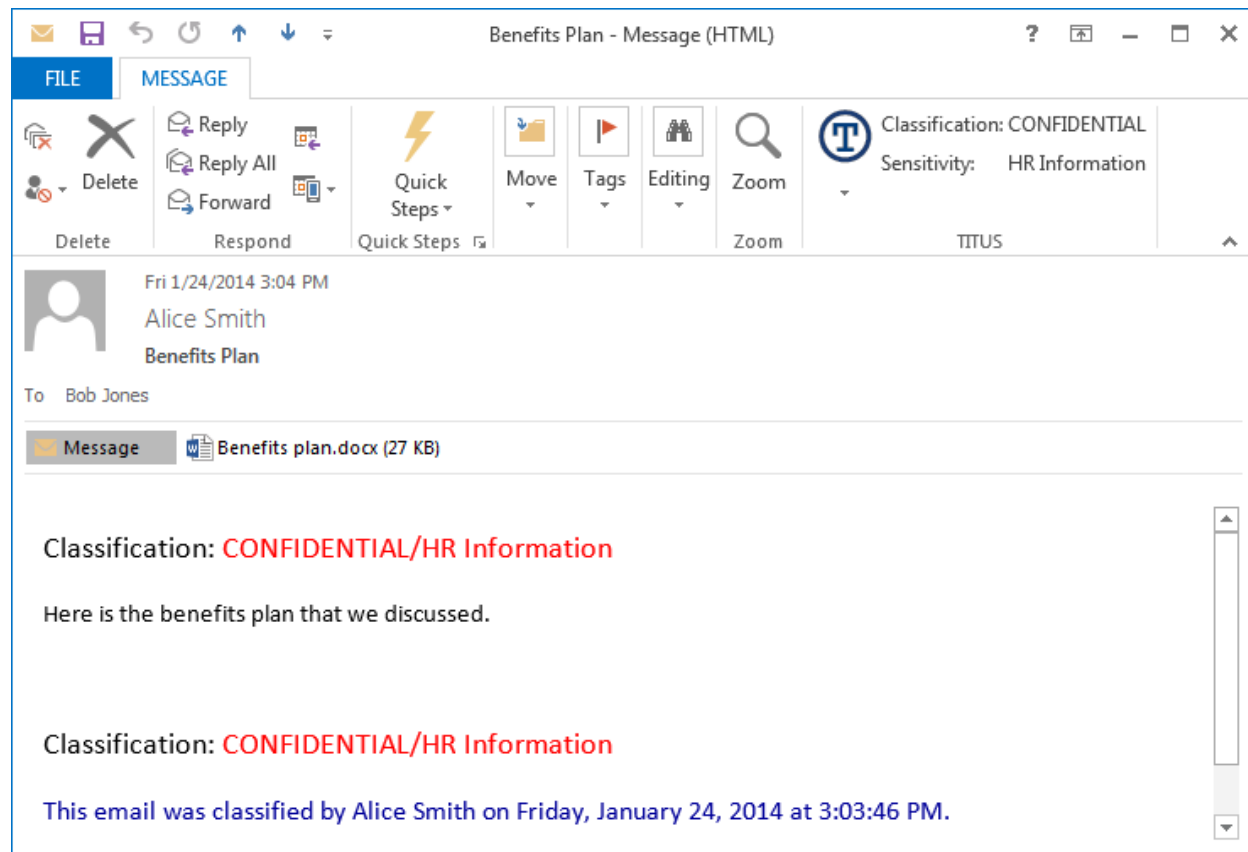 Benefits Plan - Message (HTML) ?
FILE MESSAGE
Delete
Reply
Reply All
Forward
Quick
Steps
Move
Tags
Editing
Zoom
T
Classification: CONFIDENTIAL
Sensitivity: HR Information
Delete Respond Quick Steps Zoom TITUS
Fri 1/24/2014 3:04 PM
Alice Smith
Benefits Plan
To Bob Jones
Message W Benefits plan.docx (27 KB)
Classification: CONFIDENTIAL/HR Information
Here is the benefits plan that we discussed.
Classification: CONFIDENTIAL/HR Information
This email was classified by Alice Smith on Friday, January 24, 2014 at 3:03:46 PM.